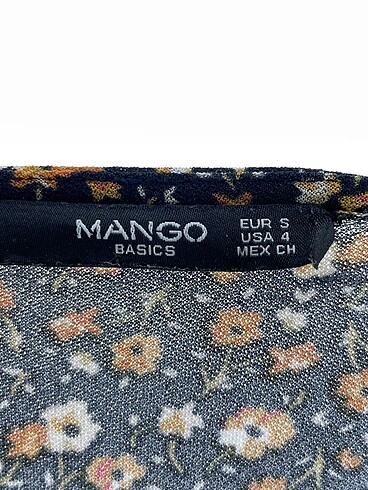 MANGO
BASICS
EUR S
USA 4
MEX CH